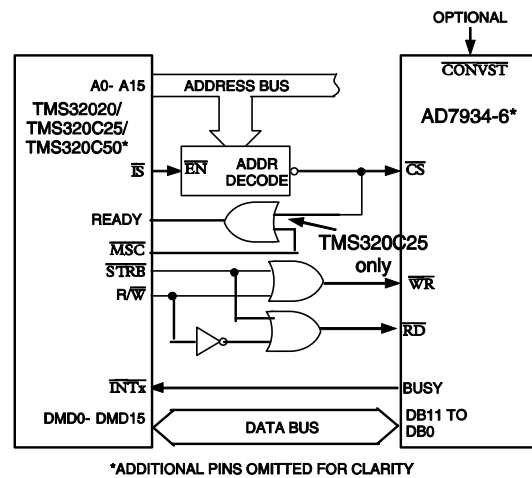 OPTIONAL
CONVST
A0- A15
ADDRESS BUS
TMS32020/
TMS320C25/
TMS320C50*
AD7934-6*
IS
EN
ADDR
DECODE
CS
READY
TMS320C25
only
MSC
STRB
R/W
WR
RD
INTx
BUSY
DMD0- DMD15
DATA BUS
DB11 TO
DB0
*ADDITIONAL PINS OMITTED FOR CLARITY